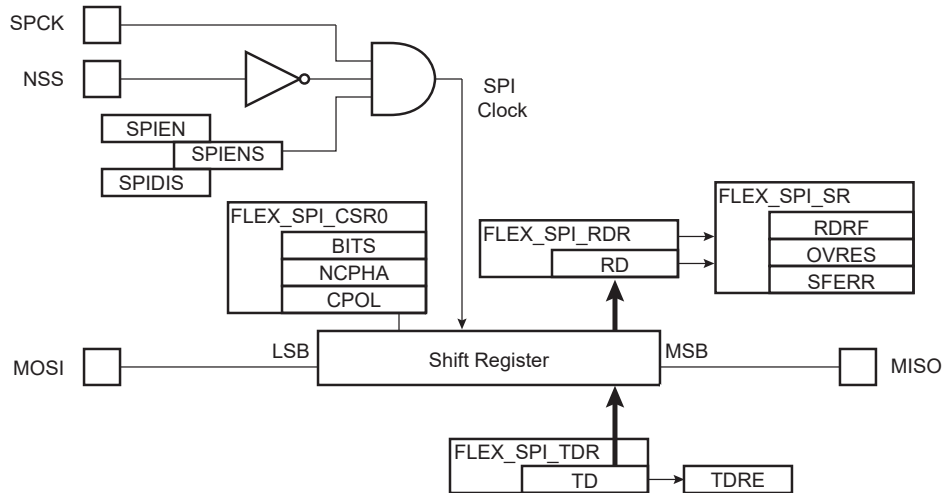 SPCK
NSS
SPI
Clock
SPIEN
SPIENS
SPIDIS
FLEX_SPI_CSR0
BITS
NCPHA
CPOL
FLEX_SPI_RDR
RD
FLEX_SPI_SR
RDRF
OVRES
SFERR
MOSI
LSB
Shift Register
MSB
MISO
FLEX_SPI_TDR
TD
TDRE